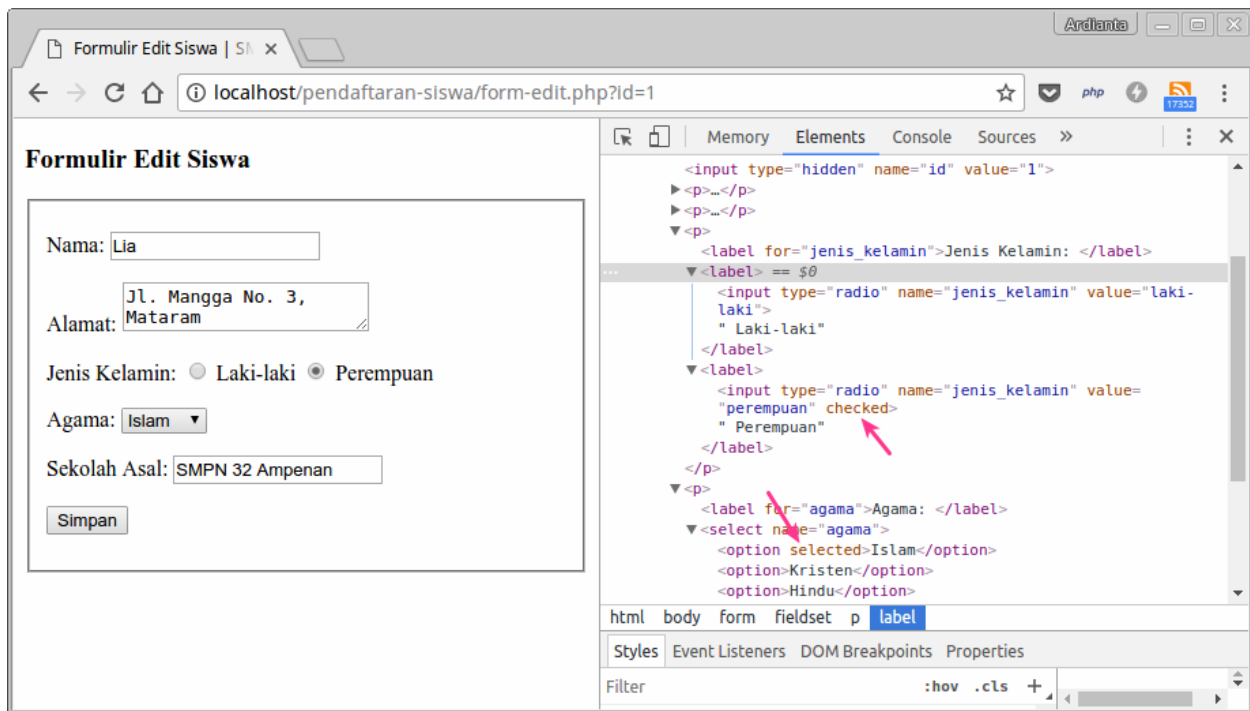 Ardianta
Formulir Edit Siswa | SN
localhost/pendaftaran-siswa/form-edit.php?id=1
php
17352
Formulir Edit Siswa
Nama: Lia
Alamat: Jl. Mangga No. 3,
Mataram
Jenis Kelamin: Laki-laki Perempuan
Agama: Islam
Sekolah Asal: SMPN 32 Ampenan
Simpan
Memory Elements Console Sources »
<input type="hidden" name="id" value="1">
<p>…</p>
<p>…</p>
<p>
<label for="jenis_kelamin">Jenis Kelamin: </label>
<label> == $0
<input type="radio" name="jenis_kelamin" value="laki-
laki">
" Laki-laki"
</label>
<label>
<input type="radio" name="jenis_kelamin" value=
"perempuan" checked>
" Perempuan"
</label>
</p>
<p>
<label for="agama">Agama: </label>
<select name="agama">
<option selected>Islam</option>
<option>Kristen</option>
<option>Hindu</option>
html body form fieldset p label
Styles Event Listeners DOM Breakpoints Properties
Filter :hov .cls +